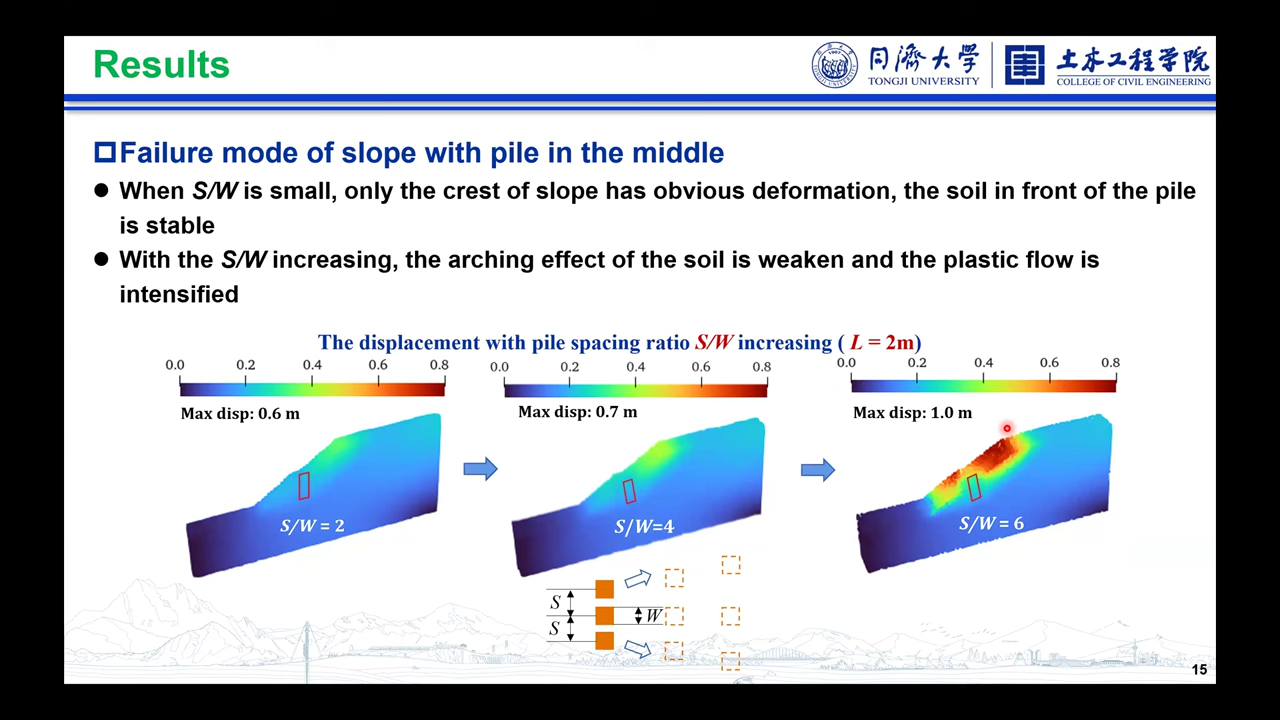 Results
同濟大学
TONGJI UNIVERSITY
土木工程学院
COLLEGE OF CIVIL ENGINEERING
Failure mode of slope with pile in the middle
When S/W is small, only the crest of slope has obvious deformation, the soil in front of the pile
is stable
With the S/W increasing, the arching effect of the soil is weaken and the plastic flow is
intensified
The displacement with pile spacing ratio S/W increasing ( L = 2m)
0.0 0.2 0.4 0.6 0.8
Max disp: 0.6 m
S/W = 2
0.0 0.2 0.4 0.6 0.8
Max disp: 0.7 m
S/W=4
0.0 0.2 0.4 0.6 0.8
Max disp: 1.0 m
S/W = 6
S
W
S
15